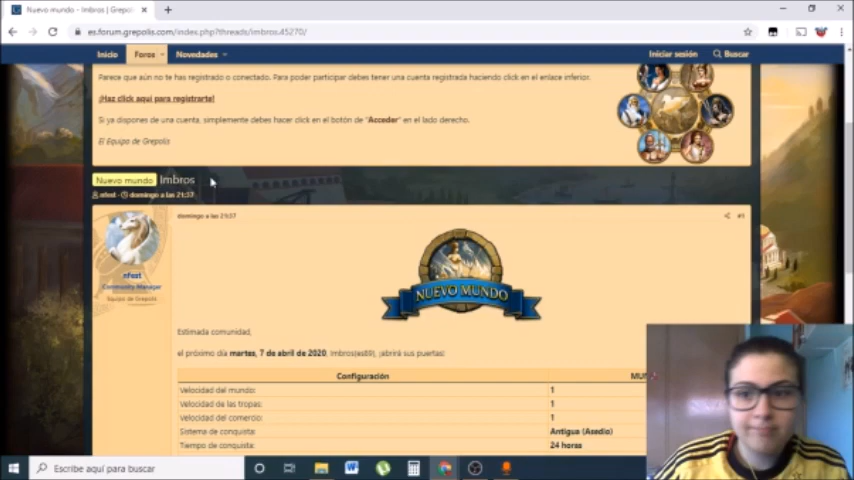 Nuevo mundo - Imbros | Grepolis
es.forum.grepolis.com/index.php?threads/imbros.45270/
Inicio Foros Novedades Iniciar sesión Buscar
Parece que aún no te has registrado o conectado. Para poder participar debes tener una cuenta registrada haciendo click en el enlace inferior.
¡Haz click aquí para registrarte!
Si ya dispones de una cuenta, simplemente debes hacer click en el botón de "Acceder" en el lado derecho.
El Equipo de Grepolis
Nuevo mundo Imbros
efezt · domingo a las 21:37
domingo a las 21:37 #1
NUEVO MUNDO
efezt
Community Manager
Equipo de Grepolis
Estimada comunidad,
el próximo día martes, 7 de abril de 2020, Imbros(es89), ¡abrirá sus puertas!
Configuración
Velocidad del mundo: 1
Velocidad de las tropas: 1
Velocidad del comercio: 1
Sistema de conquista: Antigua (Asedio)
Tiempo de conquista: 24 horas
Escribe aquí para buscar